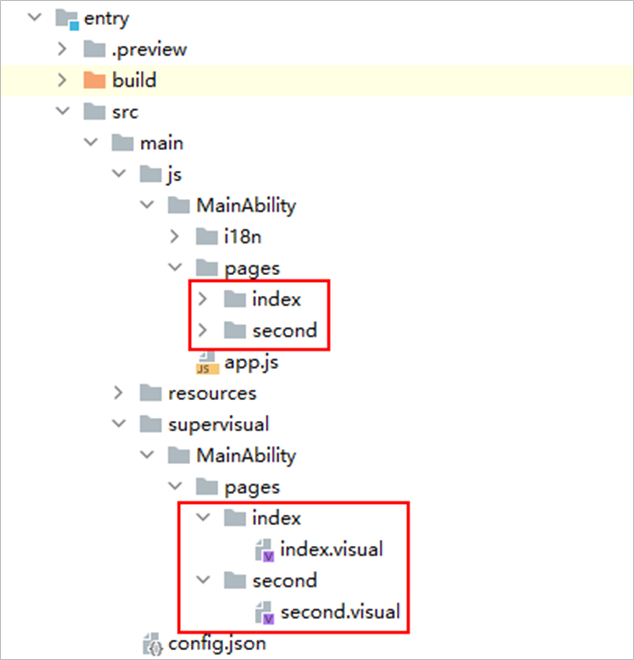 entry
.preview
build
src
main
js
MainAbility
i18n
pages
index
second
JS app.js
resources
supervisual
MainAbility
pages
index
V index.visual
second
V second.visual
config.json